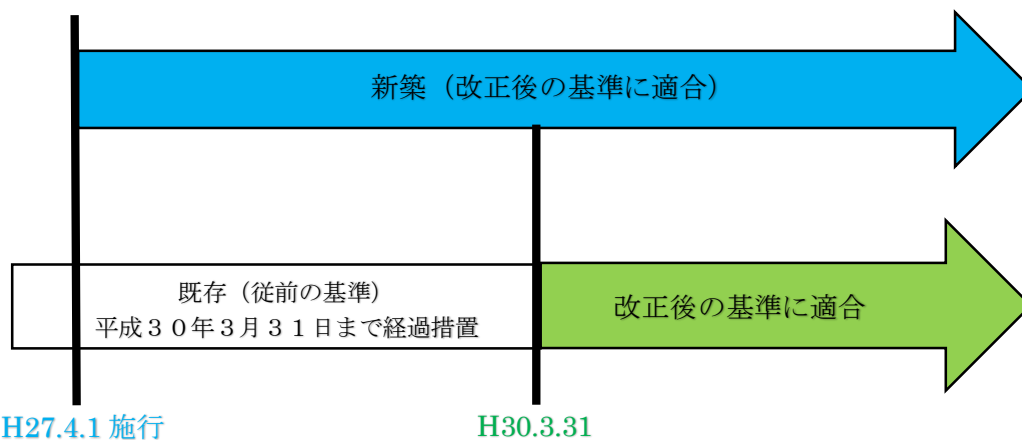 新築（改正後の基準に適合）
既存（従前の基準）
平成３０年３月３１日まで経過措置
改正後の基準に適合
H27.4.1 施行
H30.3.31